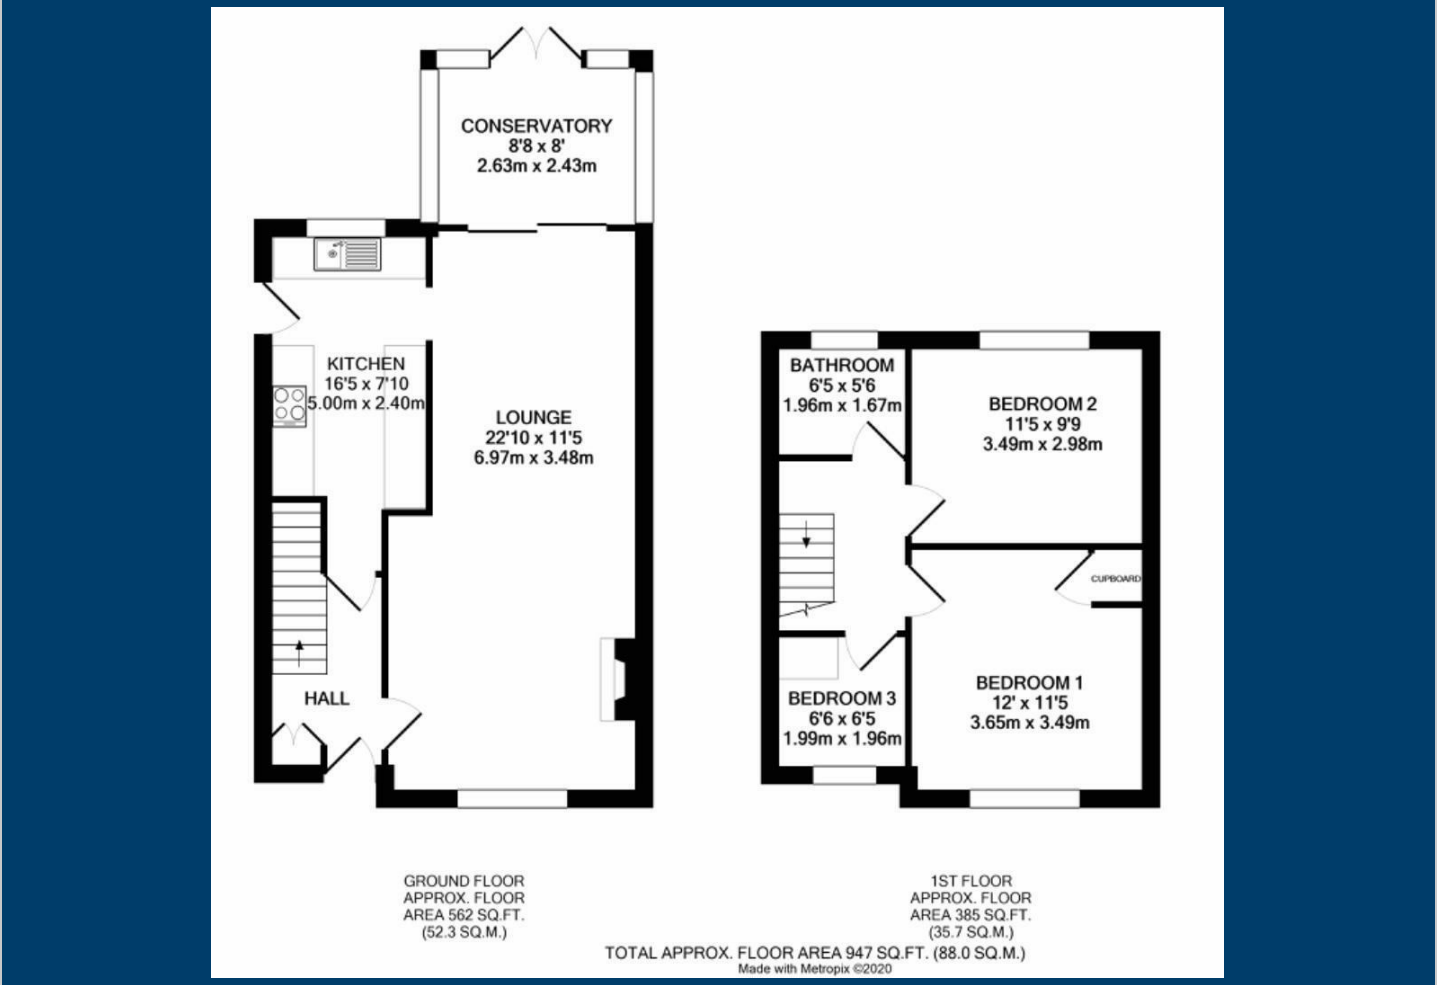 CONSERVATORY
8'8 x 8'
2.63m x 2.43m
KITCHEN
16'5 x 7'10
5.00m x 2.40m
LOUNGE
22'10 x 11'5
6.97m x 3.48m
HALL
BATHROOM
6'5 x 5'6
1.96m x 1.67m
BEDROOM 2
11'5 x 9'9
3.49m x 2.98m
CUPBOARD
BEDROOM 1
12' x 11'5
3.65m x 3.49m
BEDROOM 3
6'6 x 6'5
1.99m x 1.96m
GROUND FLOOR
APPROX. FLOOR
AREA 562 SQ.FT.
(52.3 SQ.M.)
1ST FLOOR
APPROX. FLOOR
AREA 385 SQ.FT.
(35.7 SQ.M.)
TOTAL APPROX. FLOOR AREA 947 SQ.FT. (88.0 SQ.M.)
Made with Metropix ©2020